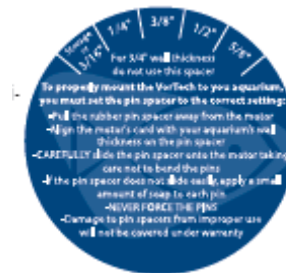 Storage
or
3/16" 1/4" 3/8" 1/2" 5/8"
For 3/4" wall thickness
do not use this spacer
To properly mount the VorTech to you aquarium,
you must set the pin spacer to the correct setting:
-Pull the rubber pin spacer away from the motor
-Align the motor's cord with your aquarium's wall
thickness on the pin spacer
-CAREFULLY slide the pin spacer onto the motor taking
care not to bend the pins
-If the pin spacer does not slide easily, apply a small
amount of soap to each pin
-NEVER FORCE THE PINS
-Damage to pin spacers from improper use
will not be covered under warranty